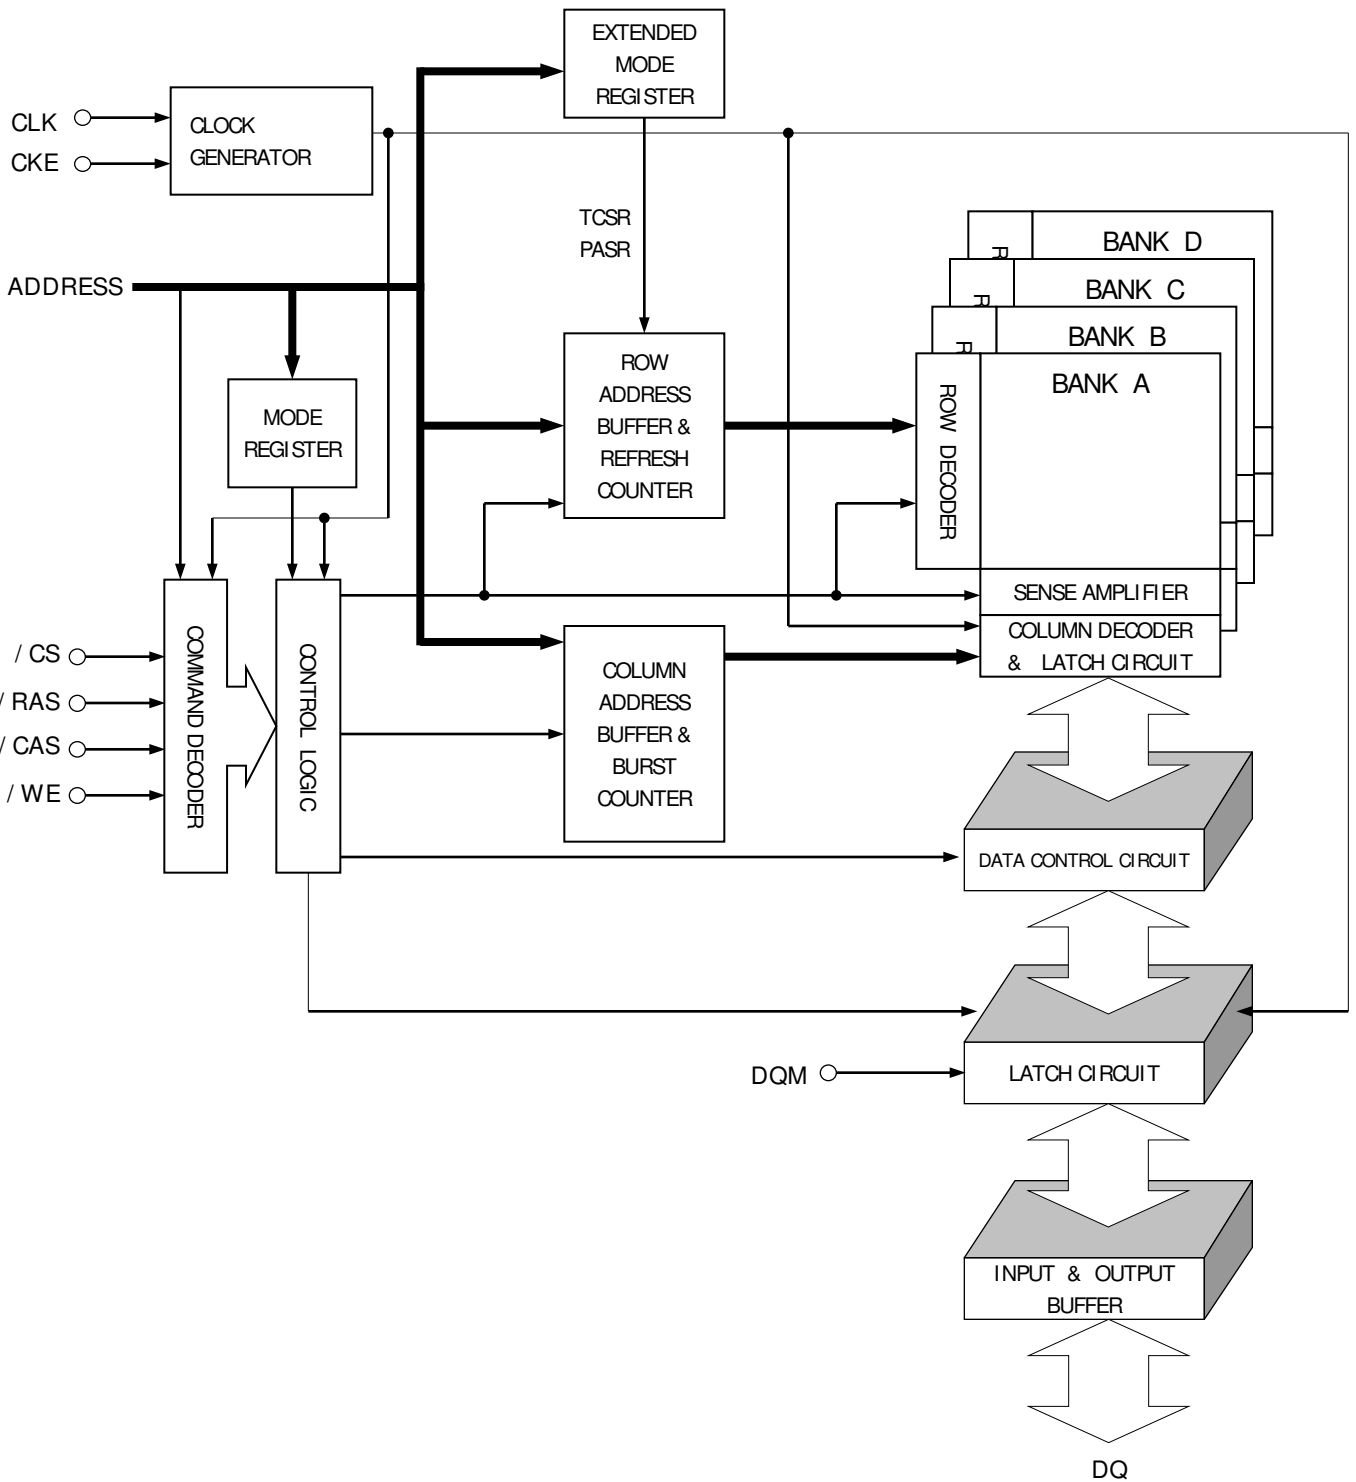 EXTENDED
MODE
REGISTER
CLK
CKE
CLOCK
GENERATOR
TCSR
PASR
ADDRESS
MODE
REGISTER
ROW
ADDRESS
BUFFER &
REFRESH
COUNTER
R
BANK D
R
BANK C
R
BANK B
BANK A
ROW DECODER
SENSE AMPLIFIER
COLUMN DECODER
& LATCH CIRCUIT
/ CS
/ RAS
/ CAS
/ WE
COMMAND DECODER
CONTROL LOGIC
COLUMN
ADDRESS
BUFFER &
BURST
COUNTER
DATA CONTROL CIRCUIT
DQM
LATCH CIRCUIT
INPUT & OUTPUT
BUFFER
DQ